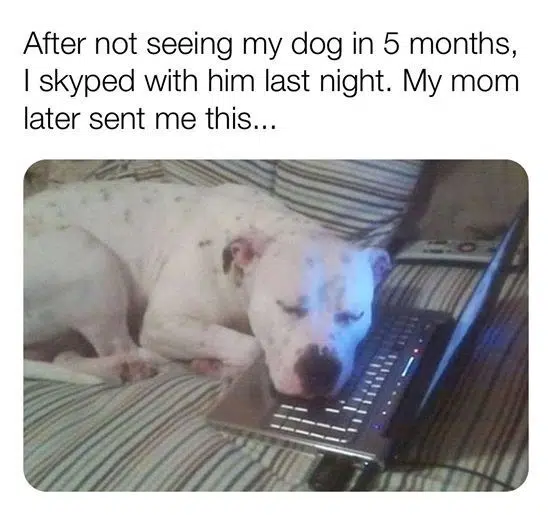 After not seeing my dog in 5 months,
I skyped with him last night. My mom
later sent me this...